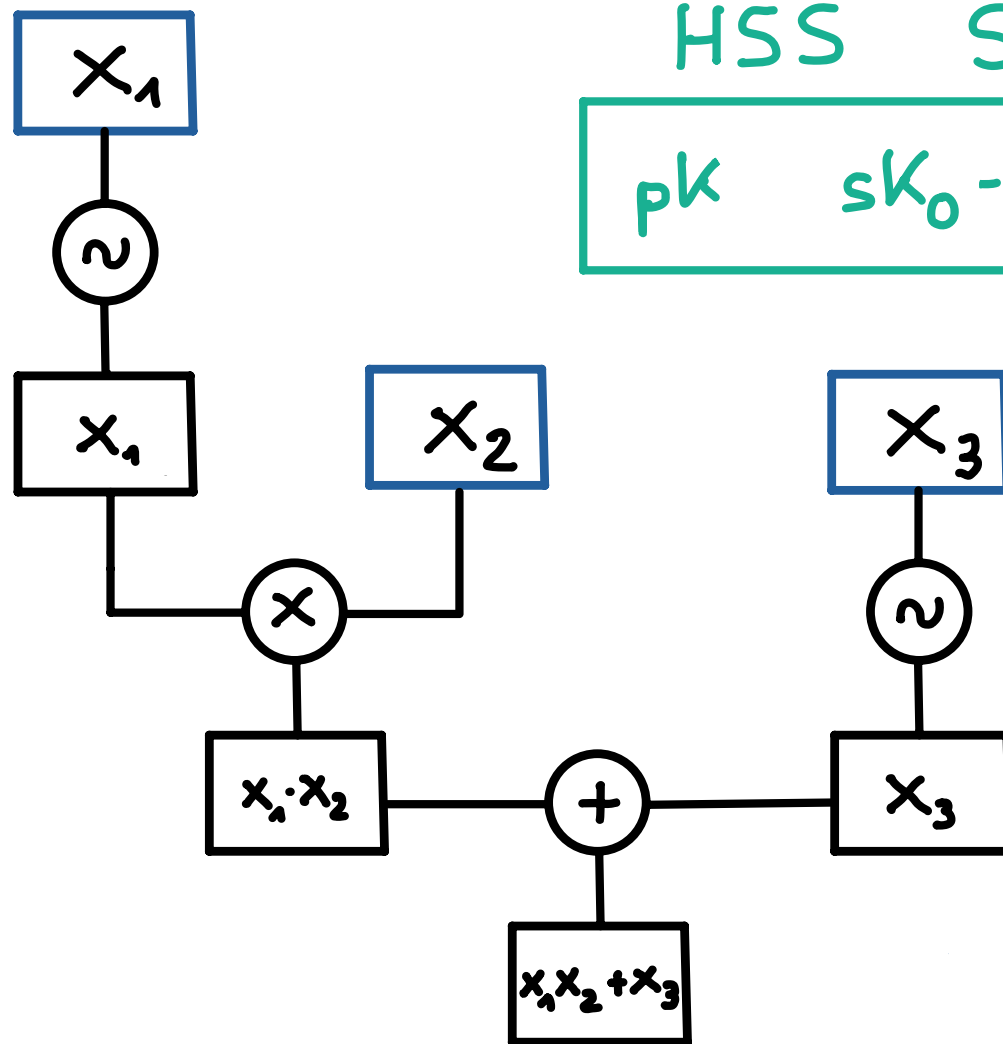 HSS S
X₁
pK sK₀ -
~
x₁
X₂
X₃
×
~
x₁·x₂
+
x₃
x₁x₂+x₃